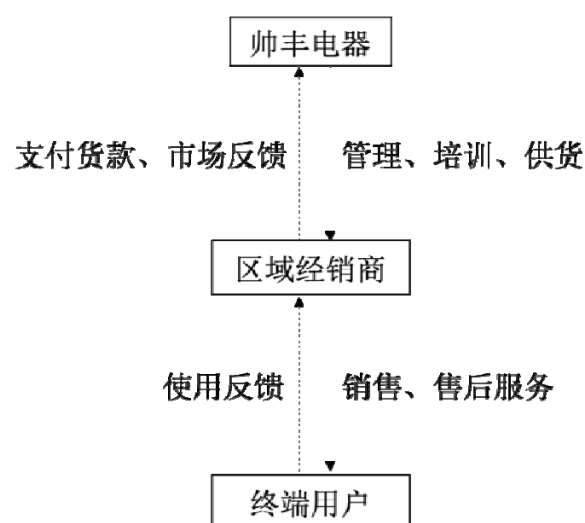 帅丰电器
支付货款、市场反馈
管理、培训、供货
区域经销商
使用反馈
销售、售后服务
终端用户